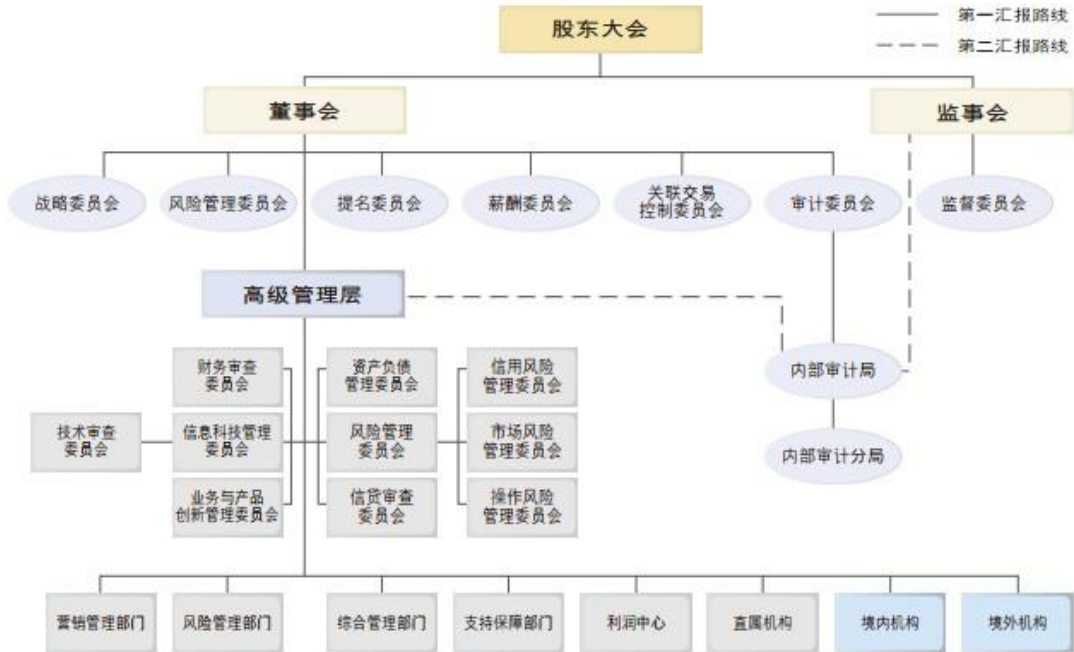 股东大会
第一汇报路线
第二汇报路线
董事会
监事会
战略委员会
风险管理委员会
提名委员会
薪酬委员会
关联交易
控制委员会
审计委员会
监督委员会
高级管理层
财务审查
委员会
资产负债
管理委员会
信用风险
管理委员会
内部审计局
技术审查
委员会
信息科技管理
委员会
风险管理
委员会
市场风险
管理委员会
内部审计分局
业务与产品
创新管理委员会
信贷审查
委员会
操作风险
管理委员会
营销管理部门
风险管理部门
综合管理部门
支持保障部门
利润中心
直属机构
境内机构
境外机构